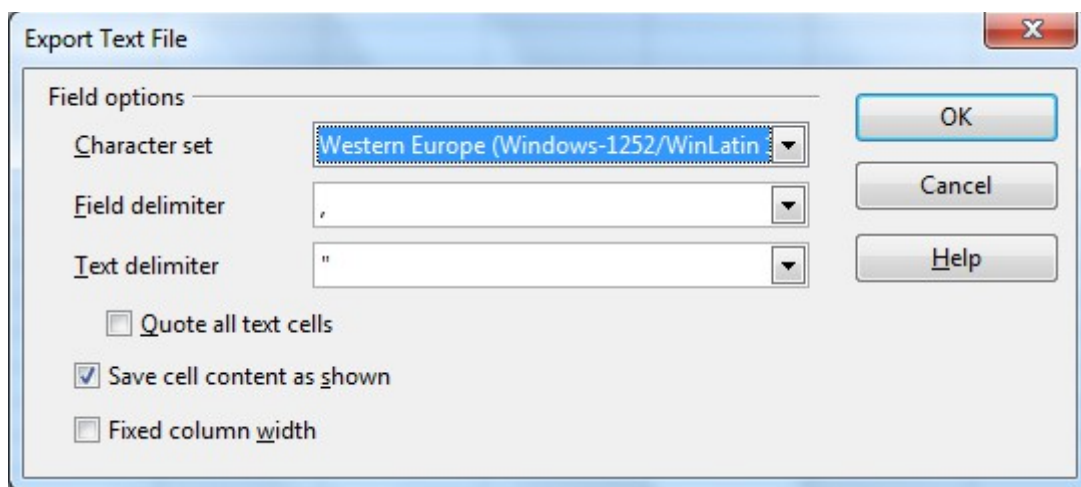 Export Text File
Field options
OK
Character set
Western Europe (Windows-1252/WinLatin
Cancel
Field delimiter
,
Text delimiter
"
Help
Quote all text cells
Save cell content as shown
Fixed column width